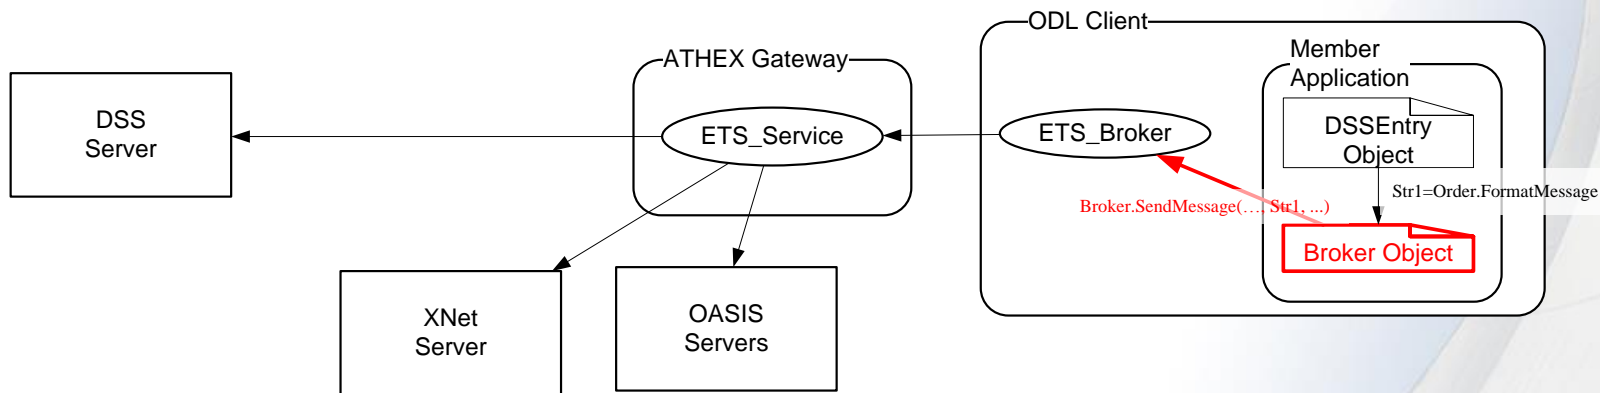 ODL Client
ATHEX Gateway
Member
Application
DSS
Server
ETS_Service
ETS_Broker
DSSEntry
Object
Str1=Order.FormatMessage
Broker.SendMessage(…, Str1, ...)
Broker Object
XNet
Server
OASIS
Servers